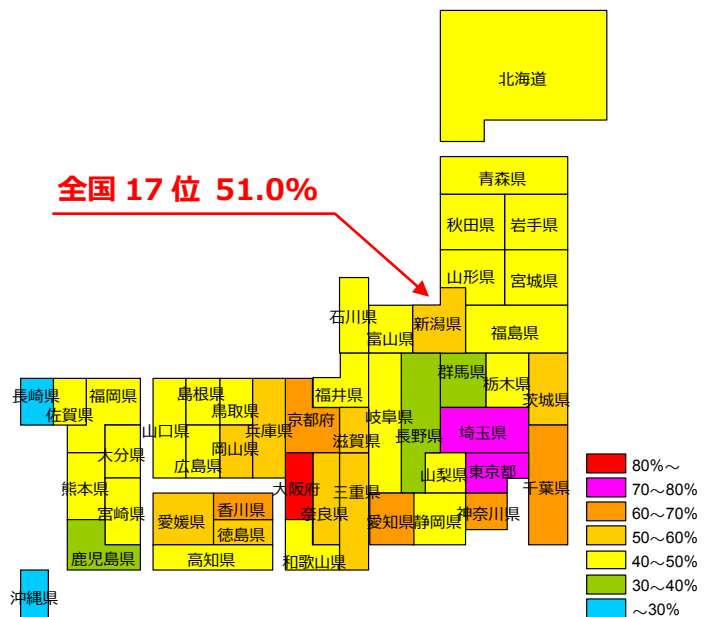 北海道
青森県
全国 17 位 51.0%
秋田県
岩手県
山形県
宮城県
石川県
富山県
新潟県
福島県
長崎県
佐賀県
福岡県
島根県
鳥取県
福井県
群馬県
栃木県
茨城県
山口県
広島県
岡山県
兵庫県
京都府
滋賀県
岐阜県
長野県
埼玉県
大分県
熊本県
宮崎県
大阪府
奈良県
三重県
山梨県
東京都
千葉県
愛媛県
香川県
徳島県
愛知県
静岡県
神奈川県
鹿児島県
高知県
和歌山県
沖縄県
80%~
70~80%
60~70%
50~60%
40~50%
30~40%
~30%